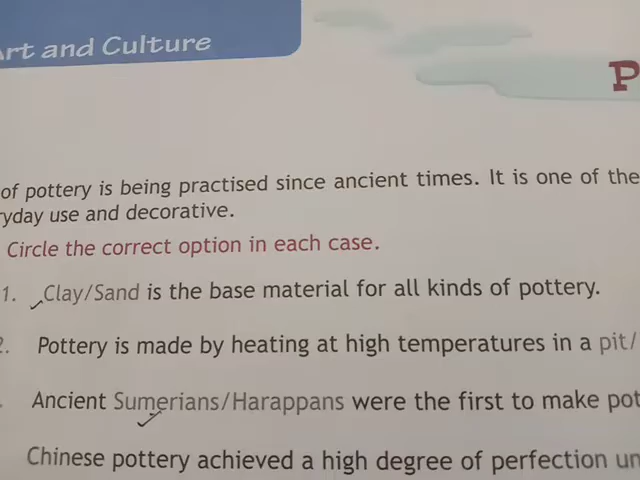 Art and Culture
P
of pottery is being practised since ancient times. It is one of the
ryday use and decorative.
Circle the correct option in each case.
1. Clay/Sand is the base material for all kinds of pottery.
2. Pottery is made by heating at high temperatures in a pit/
Ancient Sumerians/Harappans were the first to make pot
Chinese pottery achieved a high degree of perfection un